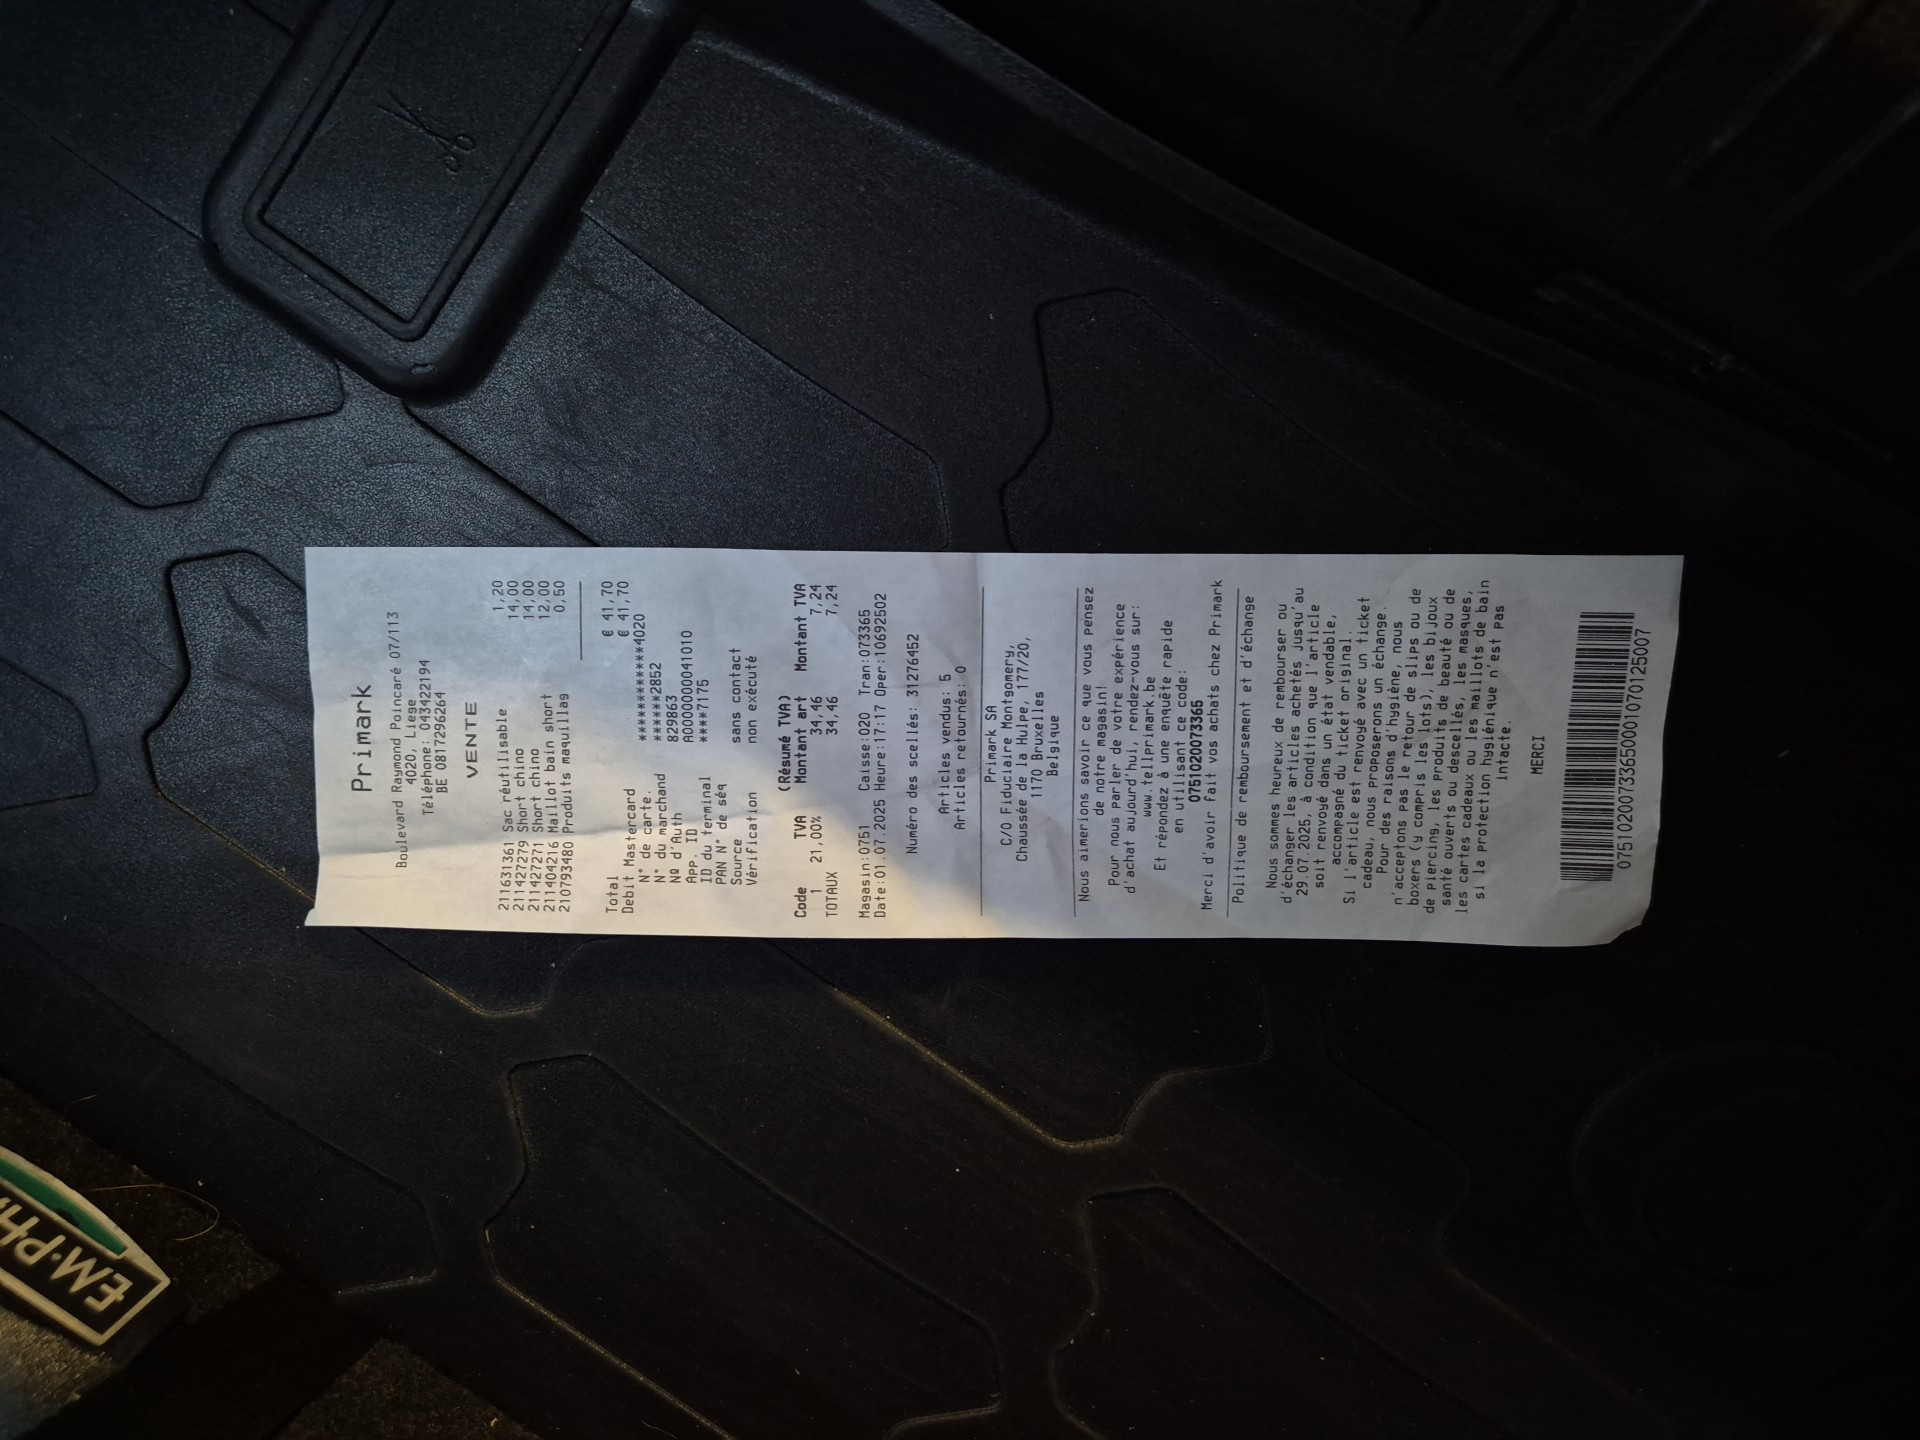 Primark
Boulevard Raymond Poincaré 07/113
4020, Liege
Téléphone: 043422194
BE 0817296264
VENTE
211631361 Sac réutilisable 1,20
211427279 Short chino 14,00
211427271 Short chino 14,00
211404216 Maillot bain short 12,00
210793480 Produits maquillag 0,50
Total € 41,70
Debit Mastercard € 41,70
N° de carte. ************4020
N° du marchand ******2852
Nº d'Auth 829863
App. ID A0000000041010
ID du terminal ****7175
PAN N° de séq
Source sans contact
Vérification non exécuté
(Résumé TVA)
Code TVA Montant art Montant TVA
1 21,00% 34,46 7,24
TOTAUX 34,46 7,24
Magasin:0751 Caisse:020 Tran:073365
Date:01.07.2025 Heure:17:17 Oper:10692502
Numéro des scellés: 31276452
Articles vendus: 5
Articles retournés: 0
Primark SA
C/O Fiduciaire Montgomery,
Chaussée de la Hulpe, 177/20,
1170 Bruxelles
Belgique
Nous aimerions savoir ce que vous pensez
de notre magasin!
Pour nous parler de votre expérience
d'achat aujourd'hui, rendez-vous sur:
www.tellprimark.be
Et répondez à une enquête rapide
en utilisant ce code:
0751020073365
Merci d'avoir fait vos achats chez Primark
Politique de remboursement et d'échange
Nous sommes heureux de rembourser ou
d'échanger les articles achetés jusqu'au
29.07.2025, à condition que l'article
soit renvoyé dans un état vendable,
accompagné du ticket original.
Si l'article est renvoyé avec un ticket
cadeau, nous proposerons un échange.
Pour des raisons d'hygiène, nous
n'acceptons pas le retour de slips ou de
boxers (y compris les lots), les bijoux
de piercing, les Produits de beauté ou de
santé ouverts ou descellés, les masques,
les cartes cadeaux ou les maillots de bain
si la protection hygiénique n'est pas
intacte.
MERCI
07510200733650001070125007